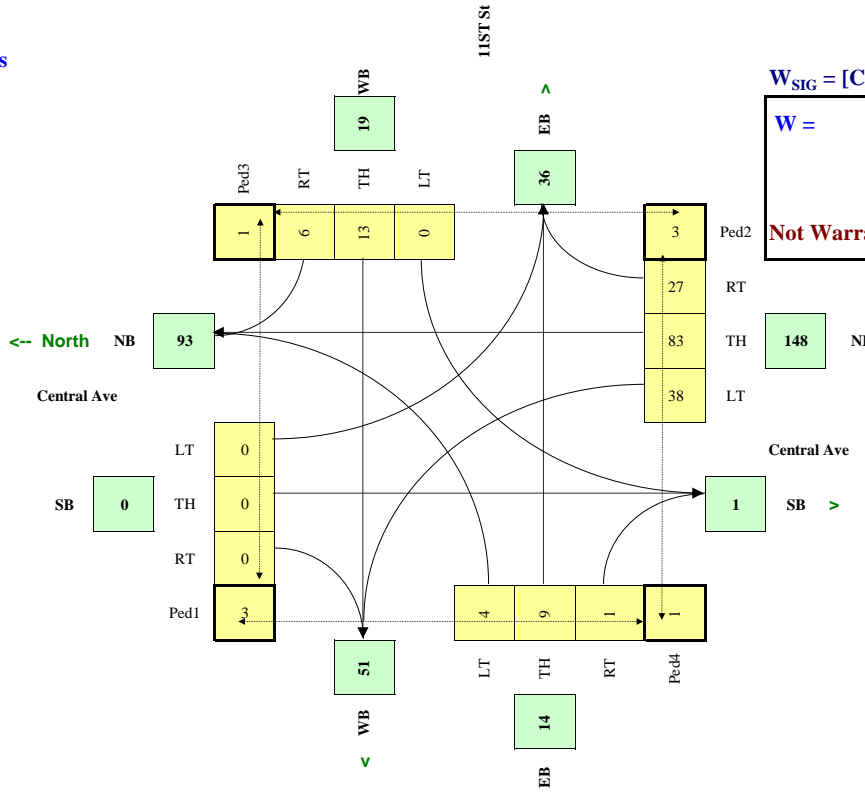 11ST St
s
WB
W_SIG = [C
^
19
EB
W =
Ped3
RT
TH
LT
36
1
6
13
0
3
Ped2
Not Warra
27
RT
<-- North
NB
93
83
TH
148
NI
Central Ave
38
LT
LT
0
Central Ave
SB
0
TH
0
1
SB
>
RT
0
Ped1
3
4
9
1
1
51
LT
TH
RT
Ped4
WB
14
v
EB